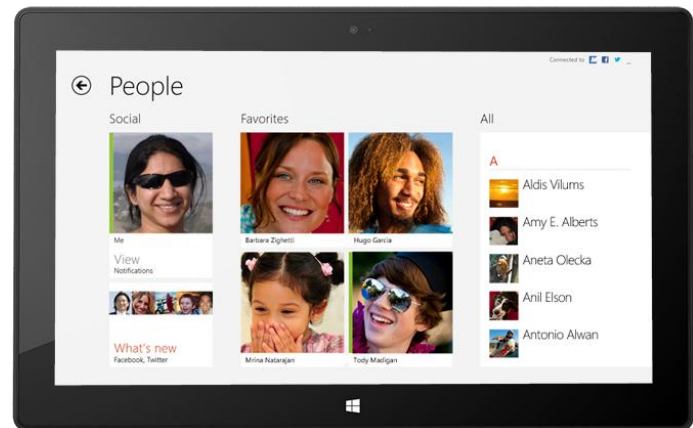 Connected to
People
Social
Favorites
All
Me
View
Notifications
What's new
Facebook, Twitter
Barbara Zighetti
Hugo Garcia
Mrina Natarajan
Tody Madigan
A
Aldis Vilums
Amy E. Alberts
Aneta Olecka
Anil Elson
Antonio Alwan